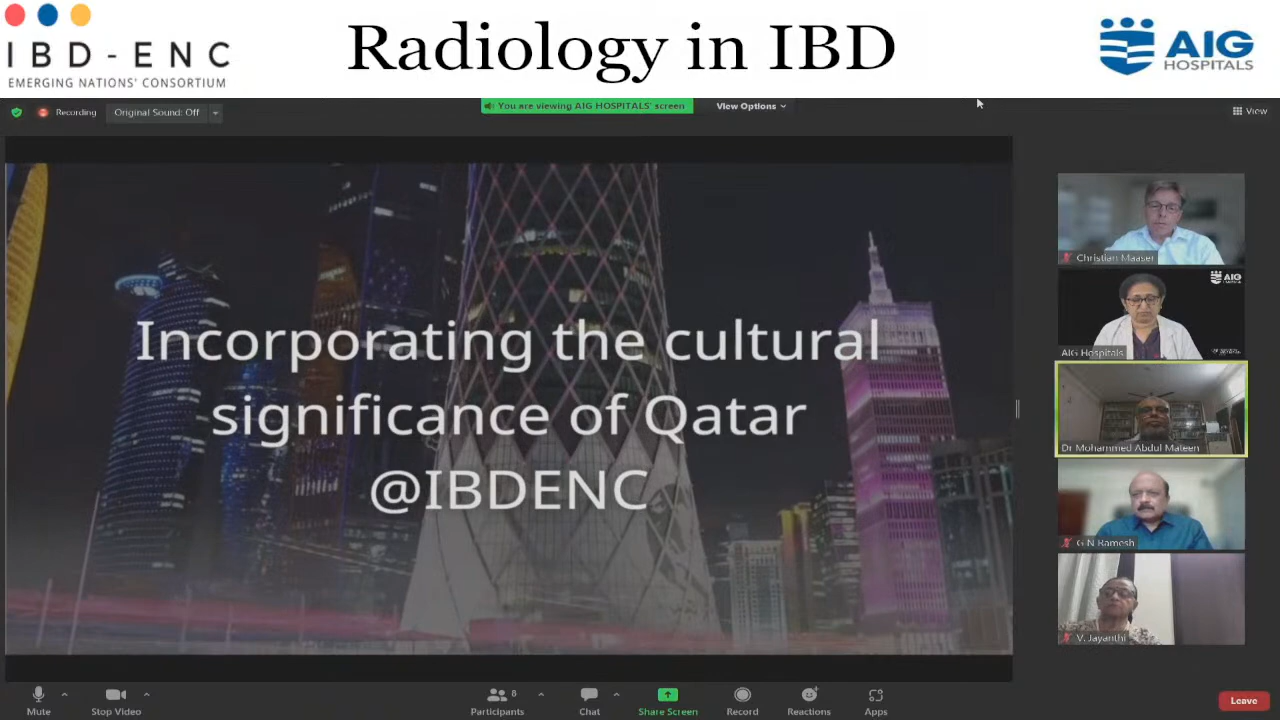 IBD-ENC
EMERGING NATIONS' CONSORTIUM
Radiology in IBD
AIG
HOSPITALS
Recording
Original Sound: Off
You are viewing AIG HOSPITALS' screen
View Options
View
Incorporating the cultural
significance of Qatar
@IBDENC
Christian Maaser
AIG
AIG Hospitals
Dr Mohammed Abdul Mateen
G N Ramesh
V. Jayanthi
Mute
Stop Video
Participants
8
Chat
Share Screen
Record
Reactions
Apps
Leave